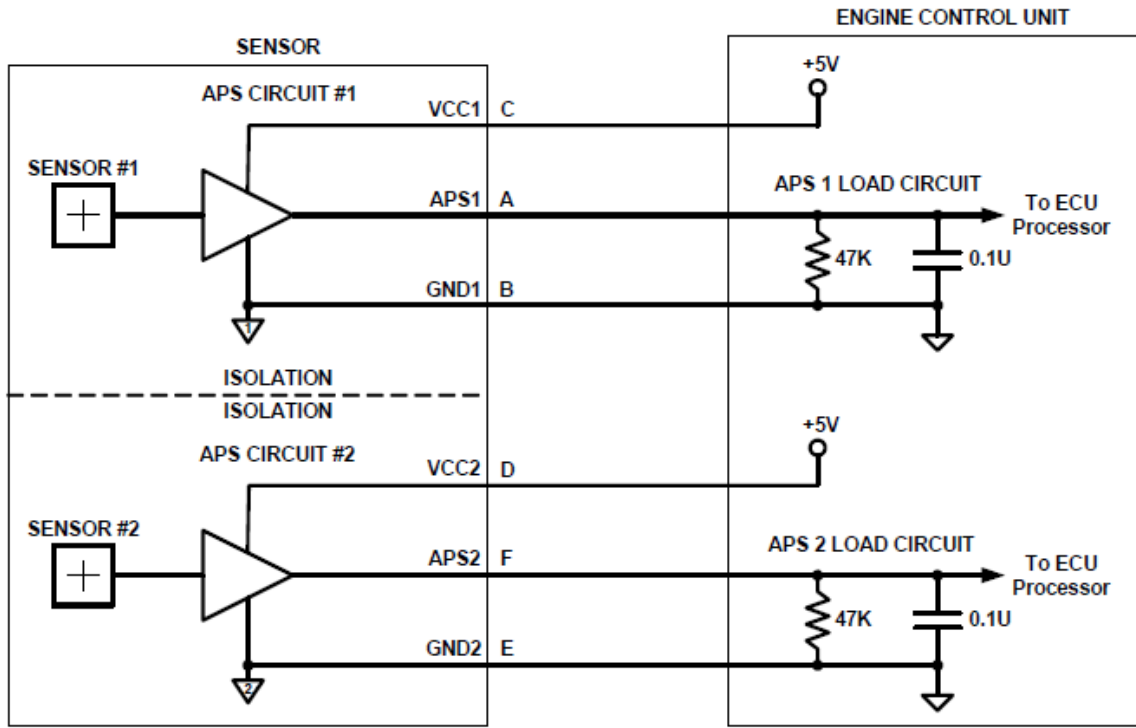 ENGINE CONTROL UNIT
SENSOR
+5V
APS CIRCUIT #1
VCC1 C
SENSOR #1
APS1 A
APS 1 LOAD CIRCUIT
To ECU
Processor
47K
0.1U
GND1 B
1
ISOLATION
ISOLATION
+5V
APS CIRCUIT #2
VCC2 D
SENSOR #2
APS2 F
APS 2 LOAD CIRCUIT
To ECU
Processor
47K
0.1U
GND2 E
2